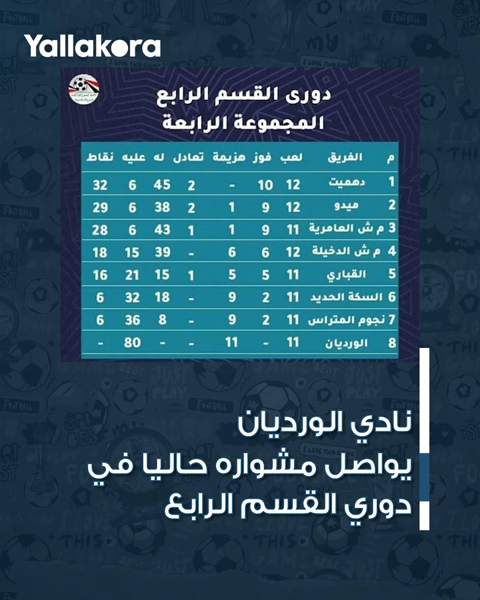 Yallakora
دورى القسم الرابع
المجموعة الرابعة
م الفريق لعب فوز هزيمة تعادل له عليه نقاط
1 دهميت 12 10 - 2 45 6 32
2 ميدو 12 9 1 2 38 6 29
3 م ش العامرية 11 9 1 1 43 6 28
4 م ش الدخيلة 12 6 6 - 39 15 18
5 القباري 11 5 5 1 15 21 16
6 السكة الحديد 11 2 9 - 18 32 6
7 نجوم المتراس 11 2 9 - 8 36 6
8 الورديان 11 - 11 - - 80 -
نادي الورديان
يواصل مشواره حاليا في
دوري القسم الرابع